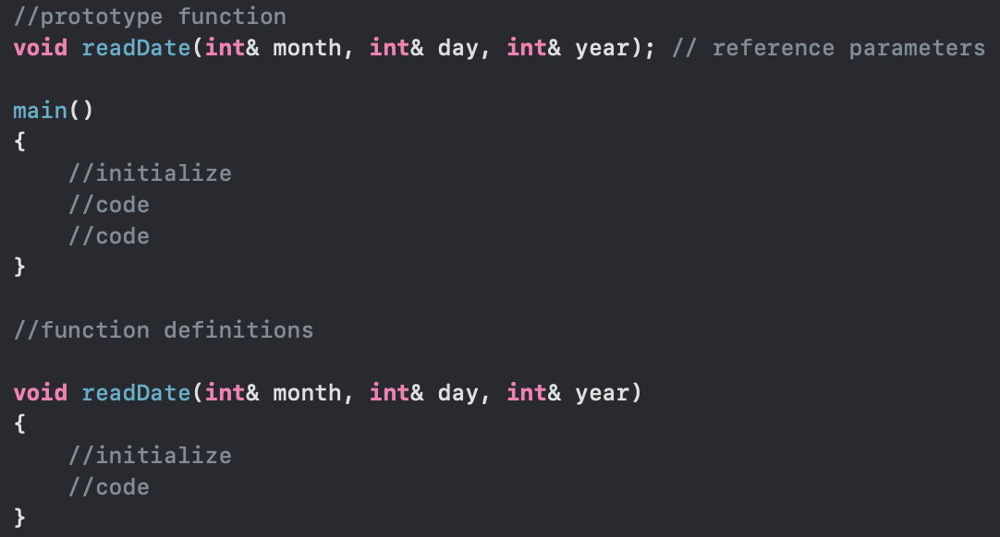 //prototype function
void readDate(int& month, int& day, int& year); // reference parameters
main()
{
    //initialize
    //code
    //code
}
//function definitions
void readDate(int& month, int& day, int& year)
{
    //initialize
    //code
}